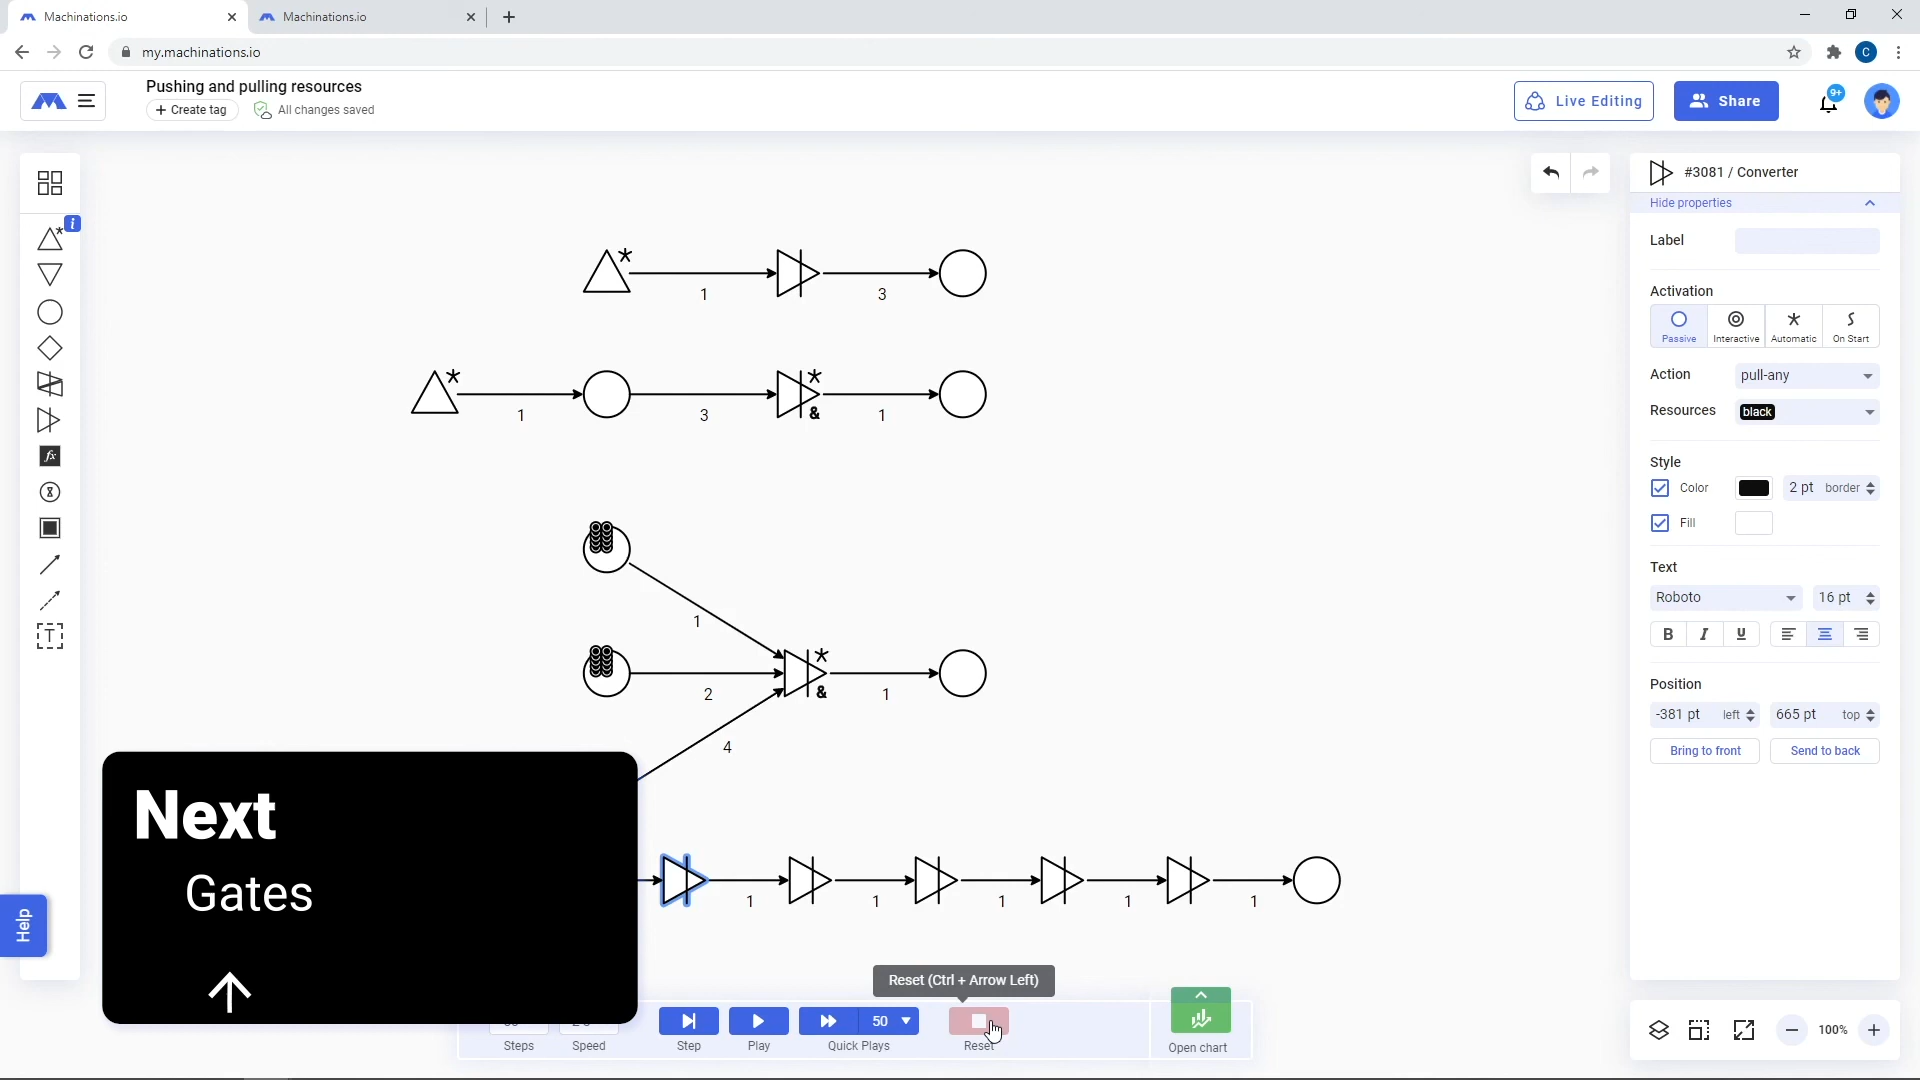 Machinations.io
Machinations.io
my.machinations.io
C
Pushing and pulling resources
+ Create tag
All changes saved
Live Editing
Share
9+
i
#3081 / Converter
Hide properties
Label
Activation
Passive
Interactive
Automatic
On Start
Action
pull-any
Resources
black
Style
Color
2 pt border
Fill
Text
Roboto
16 pt
B I U
Position
-381 pt left
665 pt top
Bring to front
Send to back
fx
T
Help
1
3
*
1
3
*
&
1
1
2
4
*
&
1
1
1
1
1
1
Next
Gates
Reset (Ctrl + Arrow Left)
50
Steps
Speed
Step
Play
Quick Plays
Reset
Open chart
100%